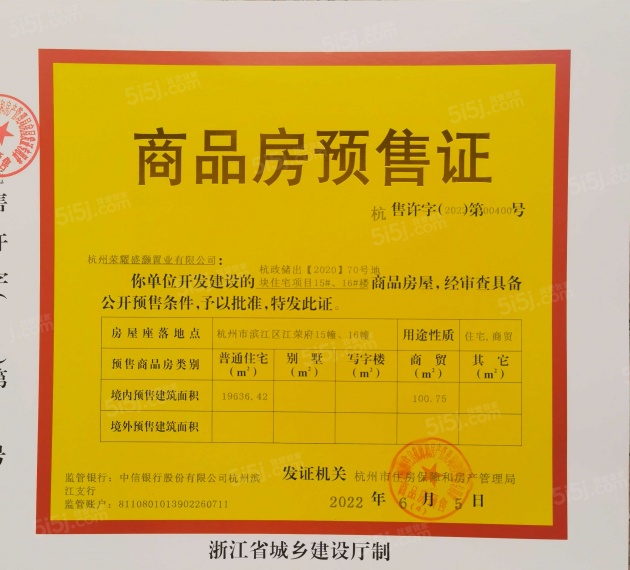 商品房预售证
杭 售许字(2022)第00400号
杭州荣耀盛灏置业有限公司：
杭政储出【2020】70号地
你单位开发建设的 块住宅项目15#、16#楼 商品房屋,经审查具备
公开预售条件,予以批准,特发此证。
房屋座落地点 杭州市滨江区江荣府15幢、16幢 用途性质 住宅,商贸
预售商品房类别 普通住宅(m²) 别墅(m²) 写字楼(m²) 商贸(m²) 其它(m²)
境内预售建筑面积 19636.42 100.75
境外预售建筑面积
监管银行：中信银行股份有限公司杭州滨
江支行
监管账户：8110801013902260711
发证机关 杭州市住房保障和房产管理局
2022 年 6 月 5 日
浙江省城乡建设厅制
售
许
字
(
)
第
号
5i5j.com